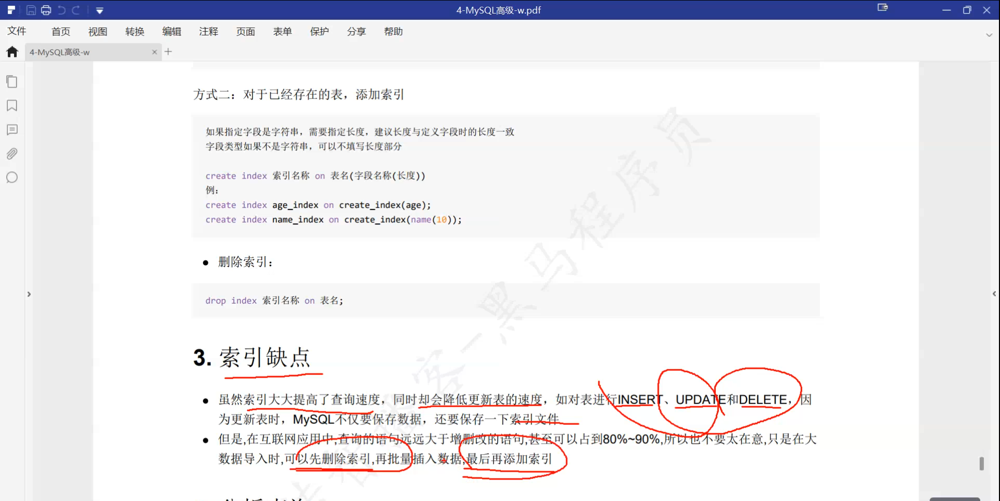 4-MySQL高级-w.pdf
文件 首页 视图 转换 编辑 注释 页面 表单 保护 分享 帮助
4-MySQL高级-w
方式二：对于已经存在的表，添加索引
如果指定字段是字符串，需要指定长度，建议长度与定义字段时的长度一致
字段类型如果不是字符串，可以不填写长度部分
create index 索引名称 on 表名(字段名称(长度))
例：
create index age_index on create_index(age);
create index name_index on create_index(name(10));
删除索引：
drop index 索引名称 on 表名;
3. 索引缺点
虽然索引大大提高了查询速度，同时却会降低更新表的速度，如对表进行INSERT、UPDATE和DELETE，因
为更新表时，MySQL不仅要保存数据，还要保存一下索引文件
但是,在互联网应用中,查询的语句远远大于增删改的语句,甚至可以占到80%~90%,所以也不要太在意,只是在大
数据导入时,可以先删除索引,再批量插入数据,最后再添加索引
客—黑马程序员